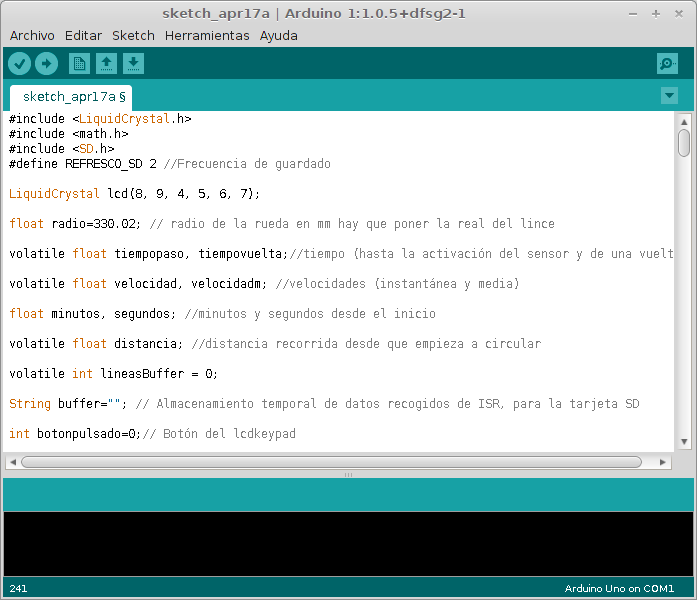 sketch_apr17a | Arduino 1:1.0.5+dfsg2-1
Archivo Editar Sketch Herramientas Ayuda
sketch_apr17a §
#include <LiquidCrystal.h>
#include <math.h>
#include <SD.h>
#define REFRESCO_SD 2 //Frecuencia de guardado
LiquidCrystal lcd(8, 9, 4, 5, 6, 7);
float radio=330.02; // radio de la rueda en mm hay que poner la real del lince
volatile float tiempopaso, tiempovuelta;//tiempo (hasta la activación del sensor y de una vuelt
volatile float velocidad, velocidadm; //velocidades (instantánea y media)
float minutos, segundos; //minutos y segundos desde el inicio
volatile float distancia; //distancia recorrida desde que empieza a circular
volatile int lineasBuffer = 0;
String buffer=""; // Almacenamiento temporal de datos recogidos de ISR, para la tarjeta SD
int botonpulsado=0;// Botón del lcdkeypad
241
Arduino Uno on COM1